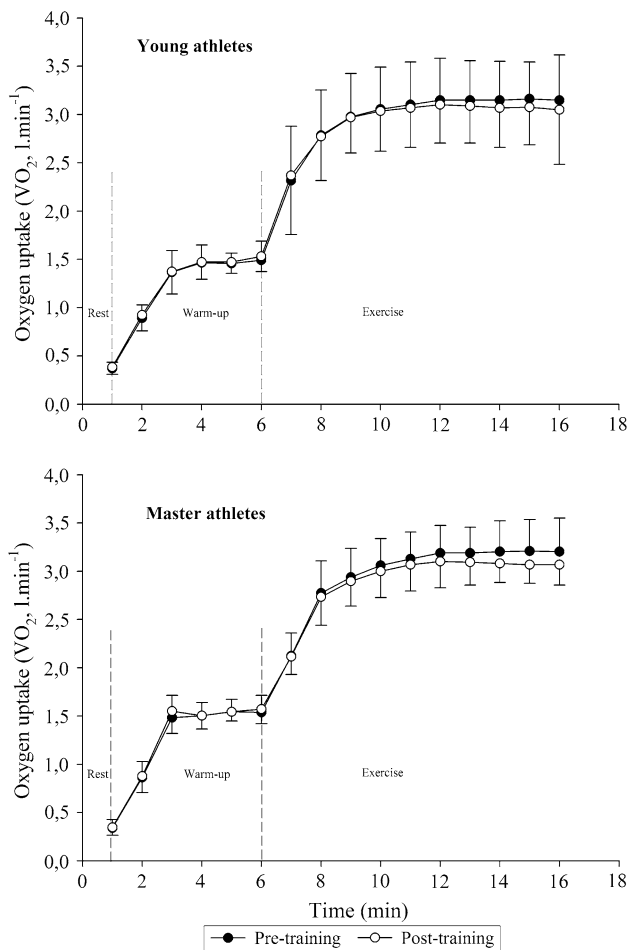 Young athletes
Oxygen uptake (VO2, l.min-1)
4,0
3,5
3,0
2,5
2,0
1,5
1,0
0,5
0,0
Rest
Warm-up
Exercise
0 2 4 6 8 10 12 14 16 18
Master athletes
Oxygen uptake (VO2, l.min-1)
4,0
3,5
3,0
2,5
2,0
1,5
1,0
0,5
0,0
Rest
Warm-up
Exercise
0 2 4 6 8 10 12 14 16 18
Time (min)
Pre-training Post-training